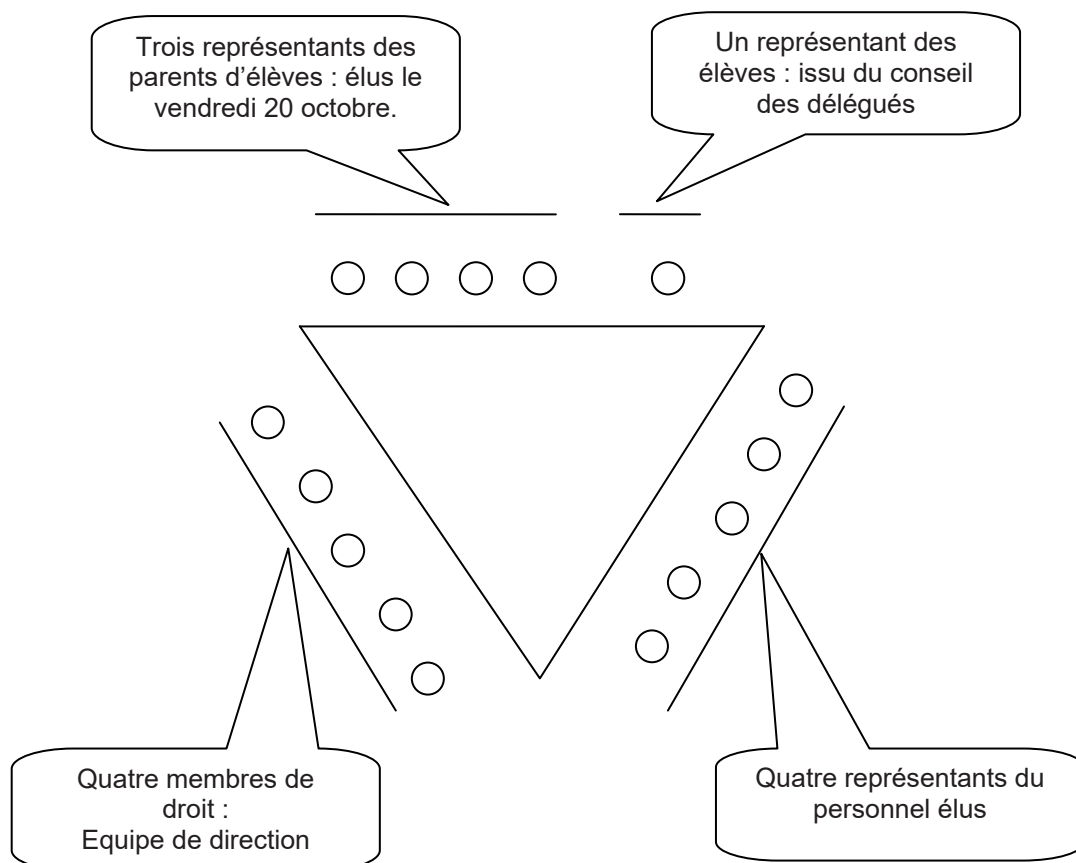 Trois représentants des
parents d’élèves : élus le
vendredi 20 octobre.
Un représentant des
élèves : issu du conseil
des délégués
Quatre membres de
droit :
Equipe de direction
Quatre représentants du
personnel élus